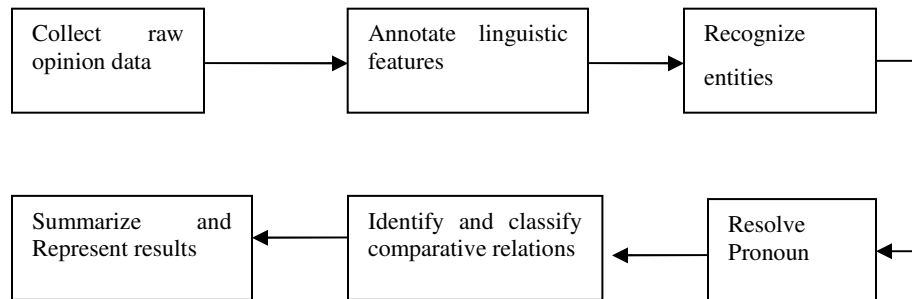 Collect raw
opinion data
Annotate linguistic
features
Recognize
entities
Summarize and
Represent results
Identify and classify
comparative relations
Resolve
Pronoun